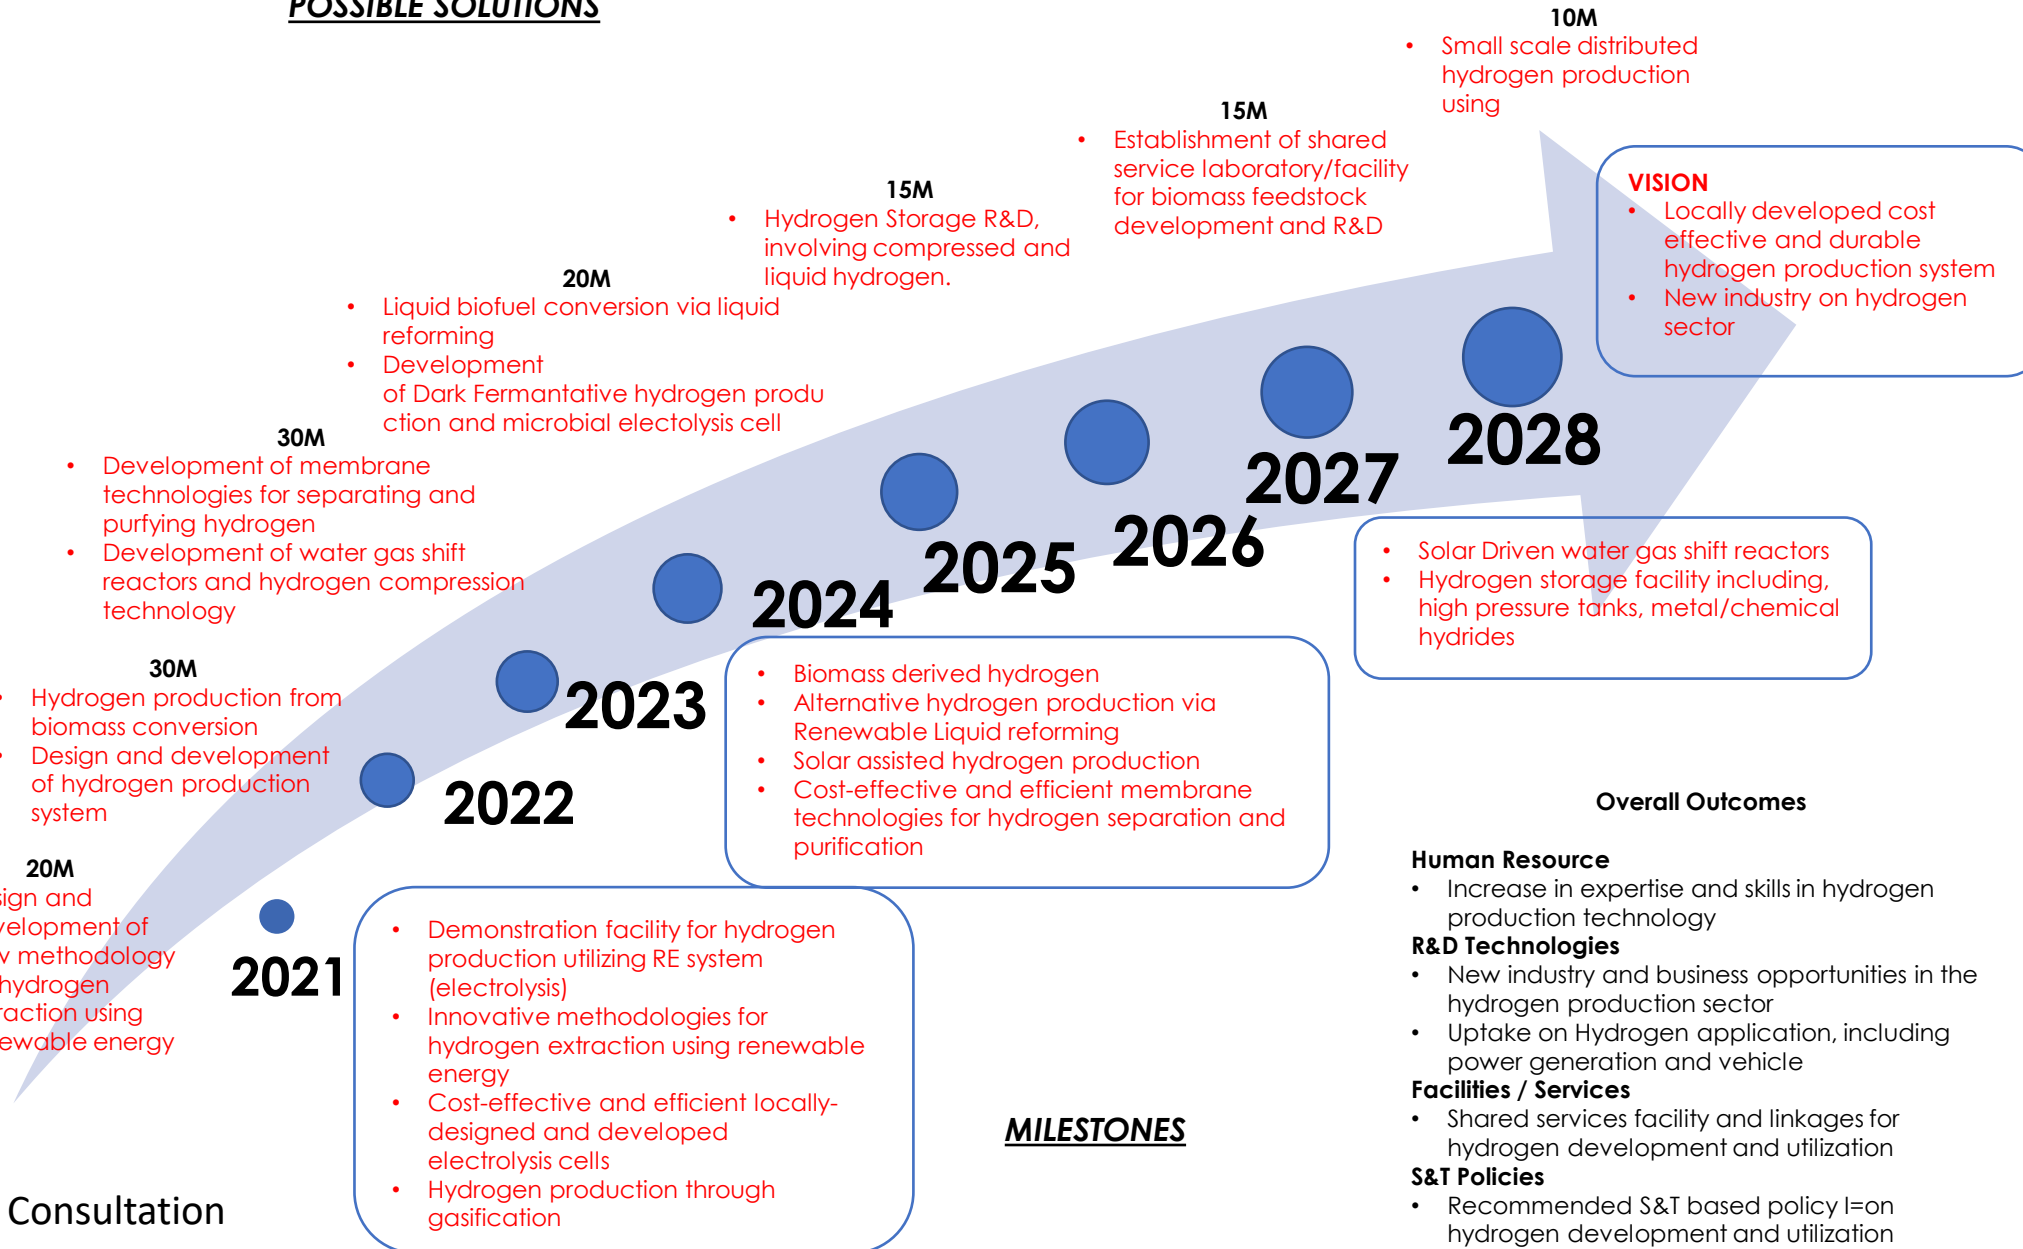 POSSIBLE SOLUTIONS
10M
• Small scale distributed
hydrogen production
using
15M
• Establishment of shared
service laboratory/facility
for biomass feedstock
development and R&D
15M
• Hydrogen Storage R&D,
involving compressed and
liquid hydrogen.
20M
• Liquid biofuel conversion via liquid
reforming
• Development
of Dark Fermantative hydrogen produ
ction and microbial electolysis cell
30M
• Development of membrane
technologies for separating and
purfying hydrogen
• Development of water gas shift
reactors and hydrogen compression
technology
30M
• Hydrogen production from
biomass conversion
• Design and development
of hydrogen production
system
20M
sign and
velopment of
w methodology
hydrogen
raction using
ewable energy
2021
2022
2023
2024
2025
2026
2027
2028
VISION
• Locally developed cost
effective and durable
hydrogen production system
• New industry on hydrogen
sector
• Solar Driven water gas shift reactors
• Hydrogen storage facility including,
high pressure tanks, metal/chemical
hydrides
• Biomass derived hydrogen
• Alternative hydrogen production via
Renewable Liquid reforming
• Solar assisted hydrogen production
• Cost-effective and efficient membrane
technologies for hydrogen separation and
purification
• Demonstration facility for hydrogen
production utilizing RE system
(electrolysis)
• Innovative methodologies for
hydrogen extraction using renewable
energy
• Cost-effective and efficient locally-
designed and developed
electrolysis cells
• Hydrogen production through
gasification
MILESTONES
Overall Outcomes
Human Resource
• Increase in expertise and skills in hydrogen
production technology
R&D Technologies
• New industry and business opportunities in the
hydrogen production sector
• Uptake on Hydrogen application, including
power generation and vehicle
Facilities / Services
• Shared services facility and linkages for
hydrogen development and utilization
S&T Policies
• Recommended S&T based policy I=on
hydrogen development and utilization
Consultation